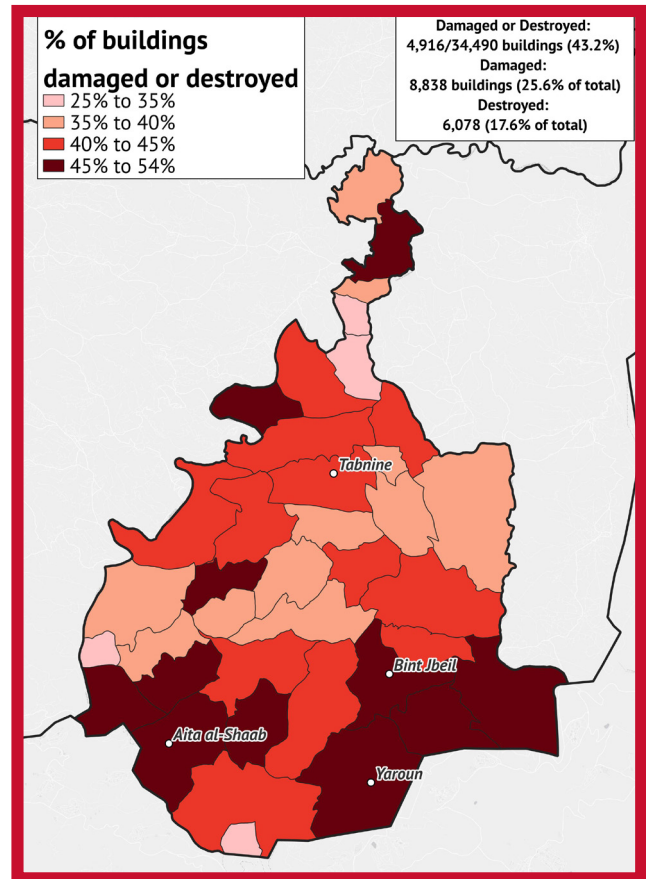 % of buildings
damaged or destroyed
25% to 35%
35% to 40%
40% to 45%
45% to 54%
Damaged or Destroyed:
4,916/34,490 buildings (43.2%)
Damaged:
8,838 buildings (25.6% of total)
Destroyed:
6,078 (17.6% of total)
Tabnine
Bint Jbeil
Aita al-Shaab
Yaroun